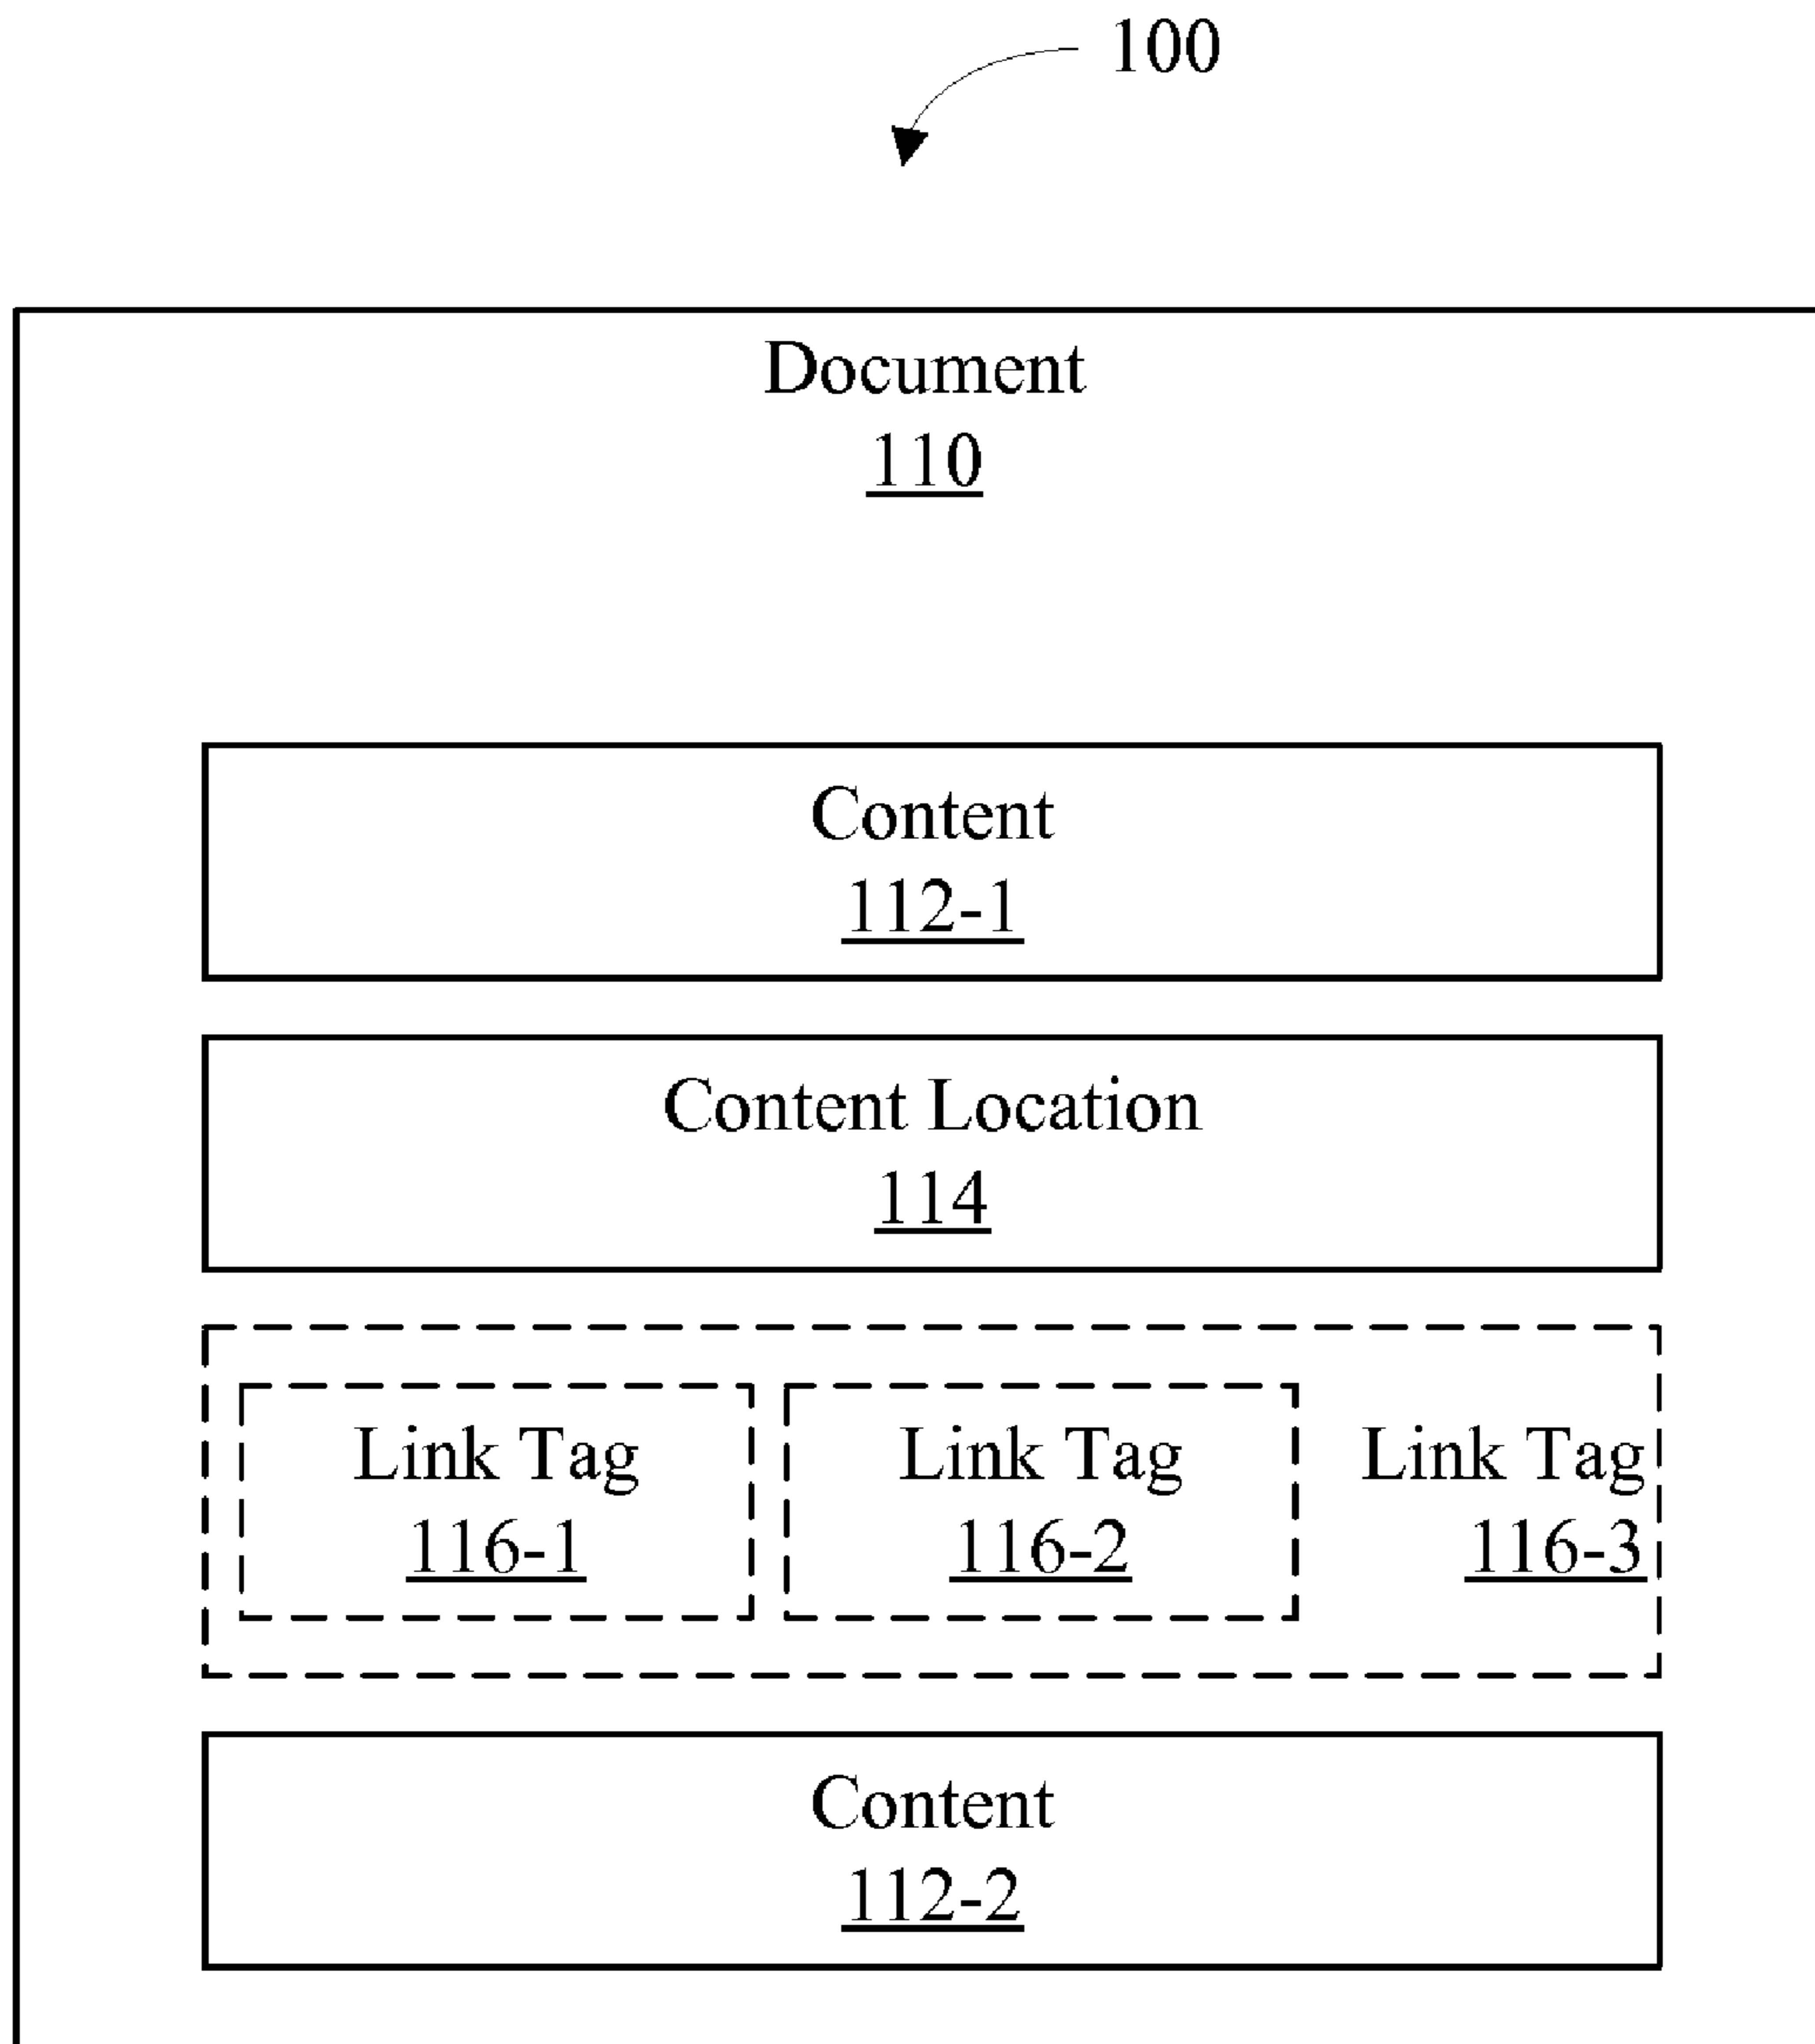 100
Document
110
Content
112-1
Content Location
114
Link Tag
116-1
Link Tag
116-2
Link Tag
116-3
Content
112-2